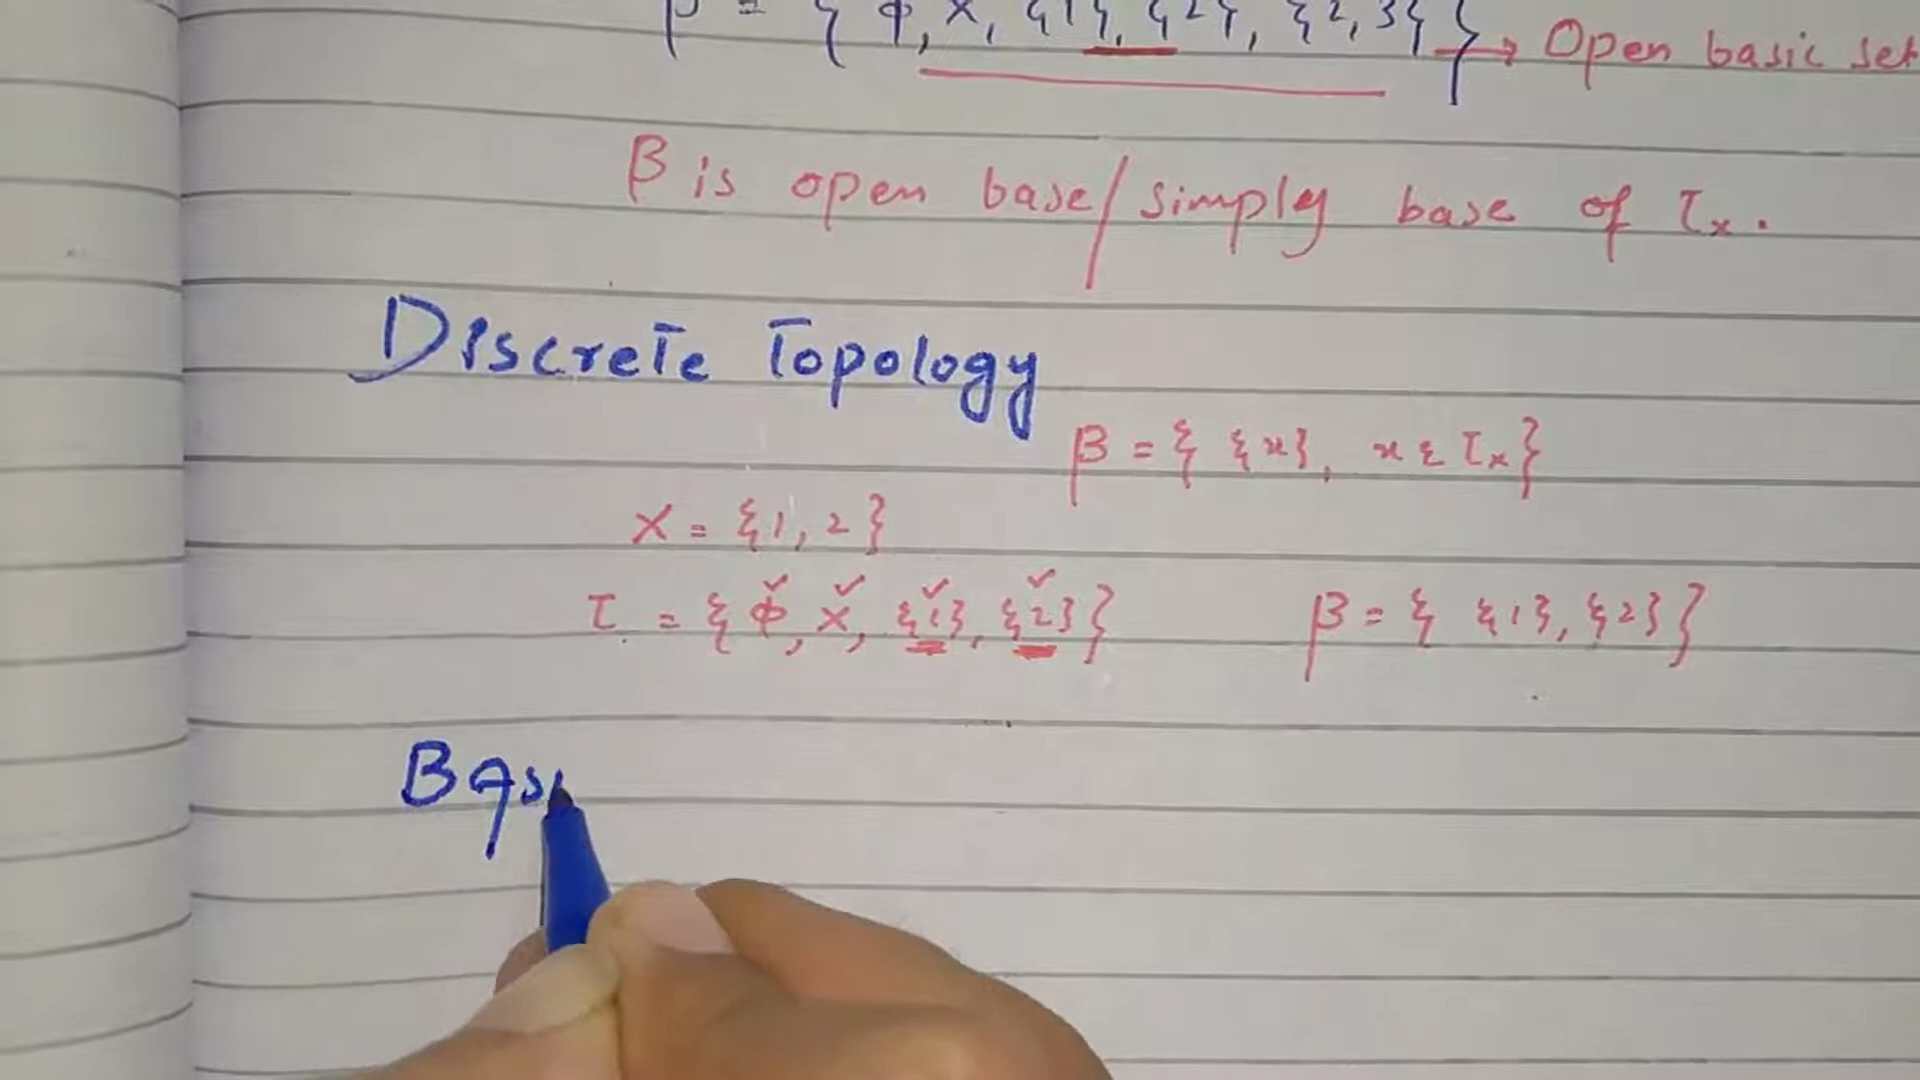 β = { φ, X, {1}, {2}, {2,3} } → Open basic set
β is open base/simply base of τₓ.
Discrete Topology
β = { {x}, x ε τₓ}
X = {1, 2}
τ = { φ, X, {1}, {2} } β = { {1}, {2} }
Bas